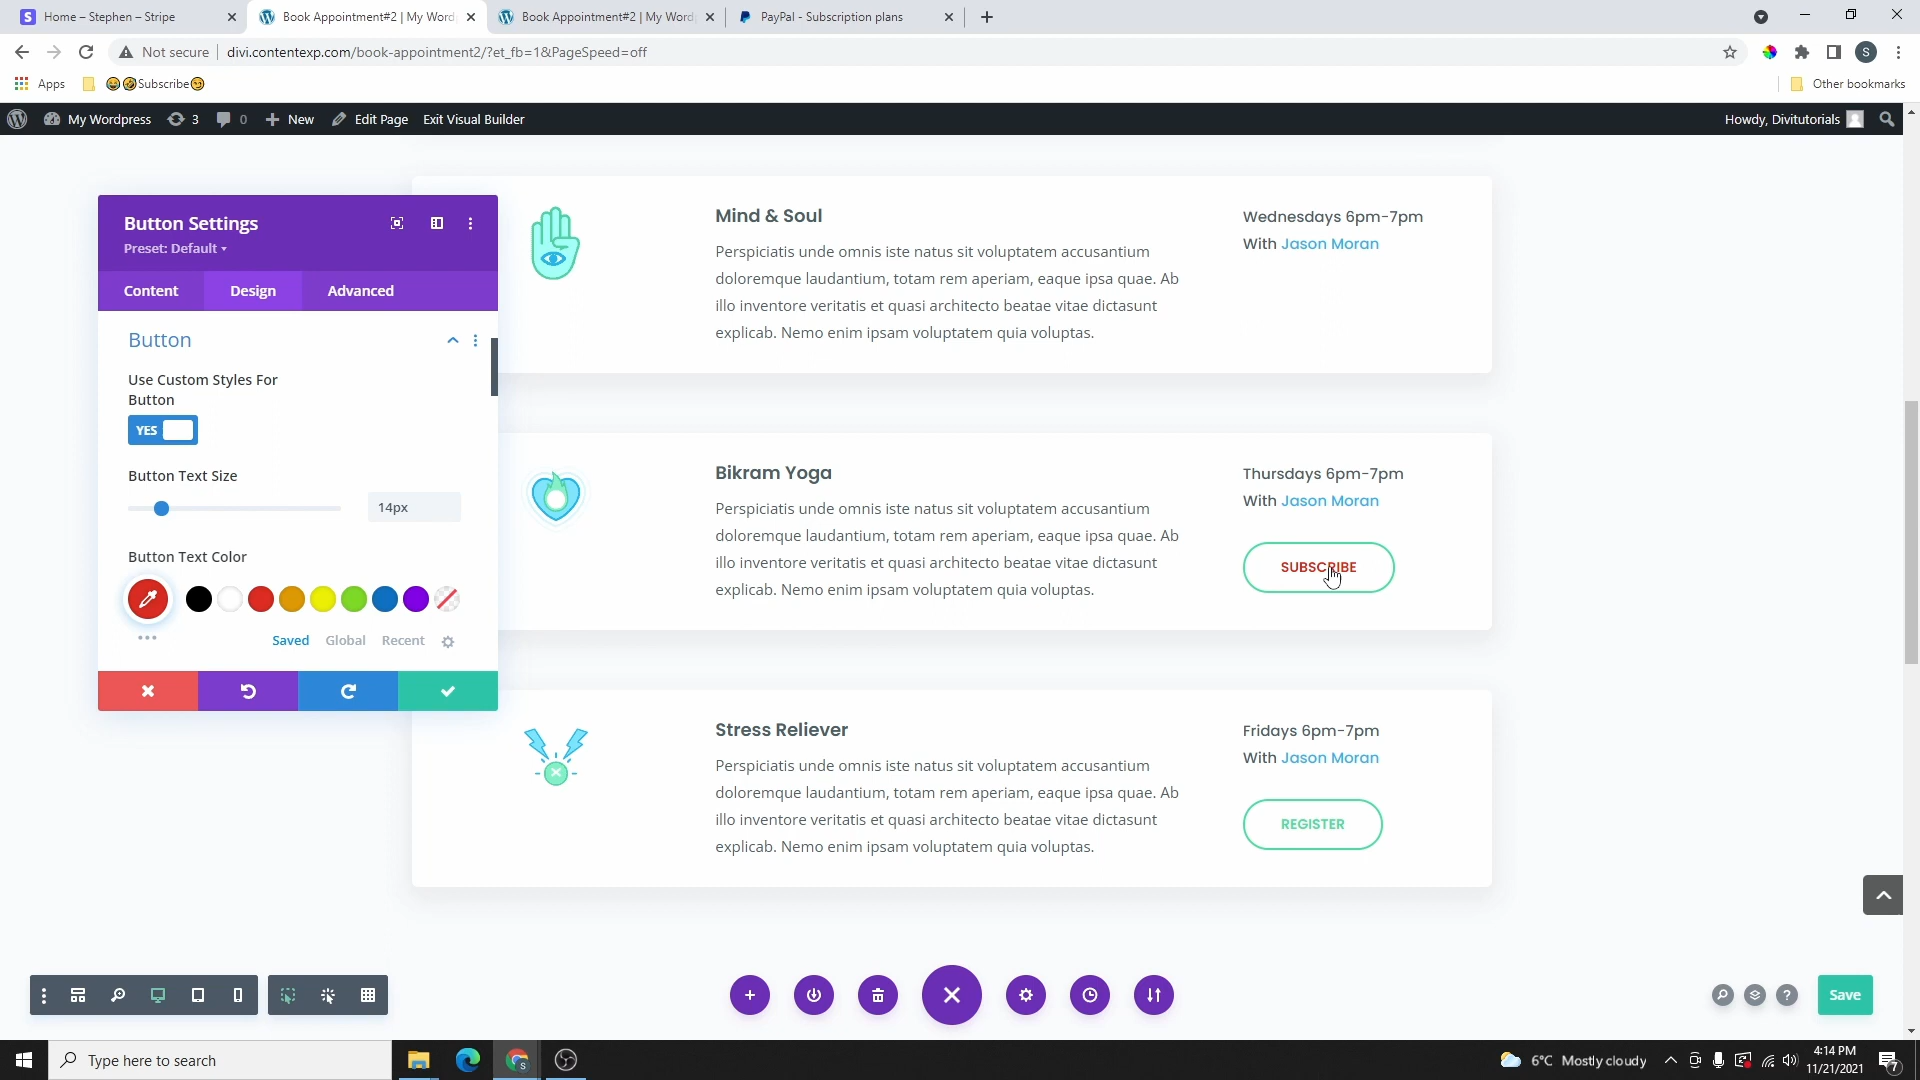 Home – Stephen – Stripe
Book Appointment#2 | My Word
Book Appointment#2 | My Word
PayPal - Subscription plans
Not secure
divi.contentexp.com/book-appointment2/?et_fb=1&PageSpeed=off
S
Apps
😂🤣Subscribe😏
Other bookmarks
My Wordpress
3
0
New
Edit Page
Exit Visual Builder
Howdy, Divitutorials
Button Settings
Preset: Default
Content
Design
Advanced
Button
Use Custom Styles For
Button
YES
Button Text Size
14px
Button Text Color
Saved
Global
Recent
Mind & Soul
Perspiciatis unde omnis iste natus sit voluptatem accusantium
doloremque laudantium, totam rem aperiam, eaque ipsa quae. Ab
illo inventore veritatis et quasi architecto beatae vitae dictasunt
explicab. Nemo enim ipsam voluptatem quia voluptas.
Wednesdays 6pm-7pm
With Jason Moran
Bikram Yoga
Perspiciatis unde omnis iste natus sit voluptatem accusantium
doloremque laudantium, totam rem aperiam, eaque ipsa quae. Ab
illo inventore veritatis et quasi architecto beatae vitae dictasunt
explicab. Nemo enim ipsam voluptatem quia voluptas.
Thursdays 6pm-7pm
With Jason Moran
SUBSCRIBE
Stress Reliever
Perspiciatis unde omnis iste natus sit voluptatem accusantium
doloremque laudantium, totam rem aperiam, eaque ipsa quae. Ab
illo inventore veritatis et quasi architecto beatae vitae dictasunt
explicab. Nemo enim ipsam voluptatem quia voluptas.
Fridays 6pm-7pm
With Jason Moran
REGISTER
Save
Type here to search
6°C Mostly cloudy
4:14 PM
11/21/2021
7